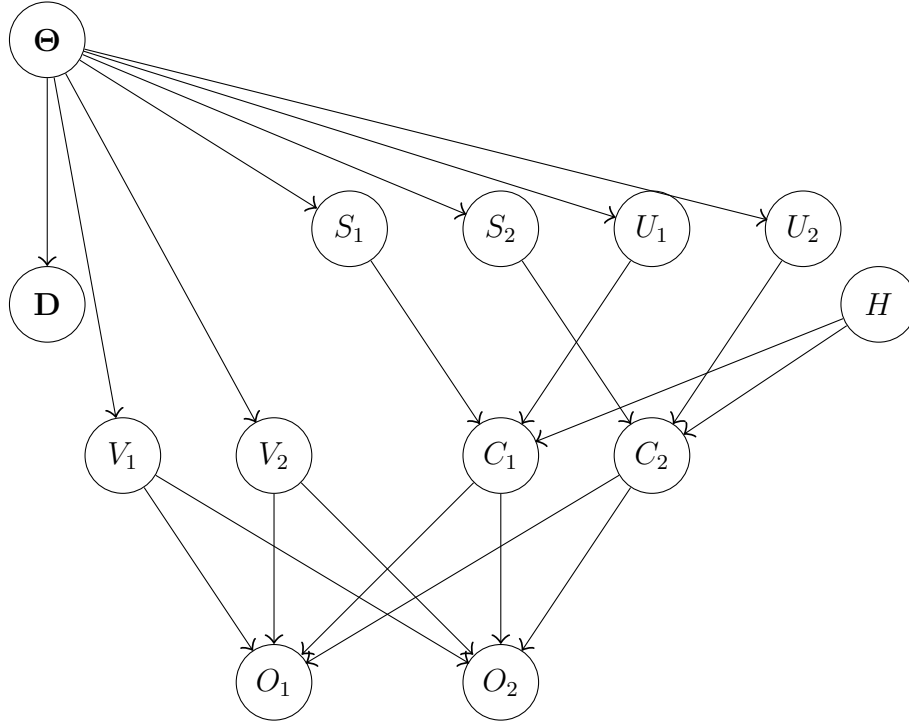 Θ
S₁ S₂ U₁ U₂
D H
V₁ V₂ C₁ C₂
O₁ O₂